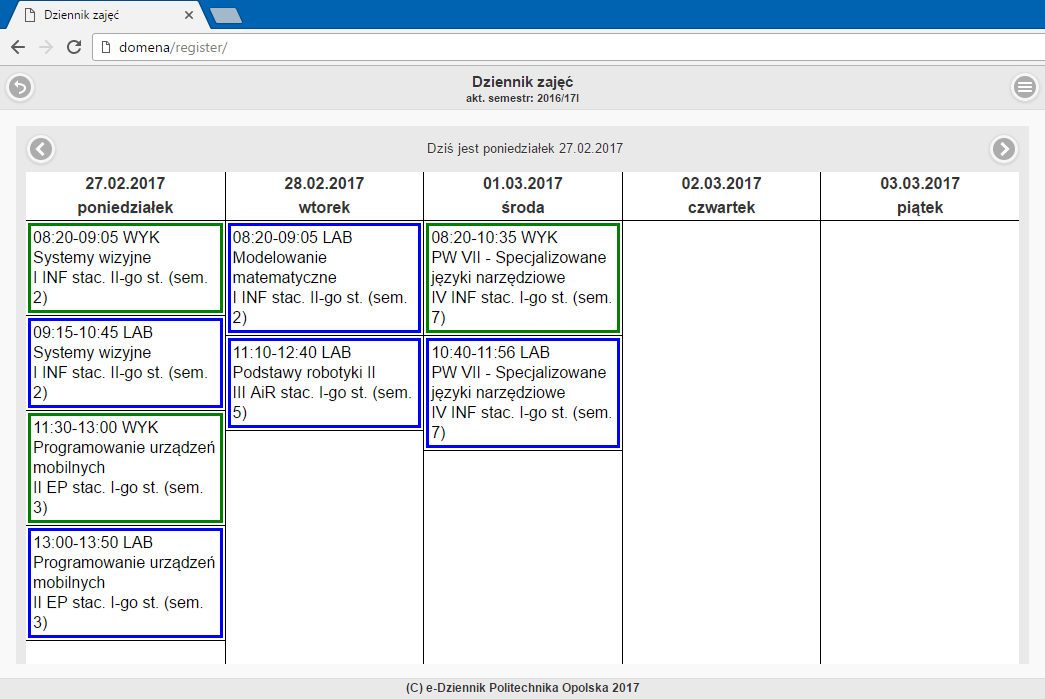 Dziennik zajęć
domena/register/
Dziennik zajęć
akt. semestr: 2016/17l
Dziś jest poniedziałek 27.02.2017
27.02.2017
poniedziałek
08:20-09:05 WYK
Systemy wizyjne
I INF stac. II-go st. (sem.
2)
09:15-10:45 LAB
Systemy wizyjne
I INF stac. II-go st. (sem.
2)
11:30-13:00 WYK
Programowanie urządzeń
mobilnych
II EP stac. I-go st. (sem.
3)
13:00-13:50 LAB
Programowanie urządzeń
mobilnych
II EP stac. I-go st. (sem.
3)
28.02.2017
wtorek
08:20-09:05 LAB
Modelowanie
matematyczne
I INF stac. II-go st. (sem.
2)
11:10-12:40 LAB
Podstawy robotyki II
III AiR stac. I-go st. (sem.
5)
01.03.2017
środa
08:20-10:35 WYK
PW VII - Specjalizowane
języki narzędziowe
IV INF stac. I-go st. (sem.
7)
10:40-11:56 LAB
PW VII - Specjalizowane
języki narzędziowe
IV INF stac. I-go st. (sem.
7)
02.03.2017
czwartek
03.03.2017
piątek
(C) e-Dziennik Politechnika Opolska 2017